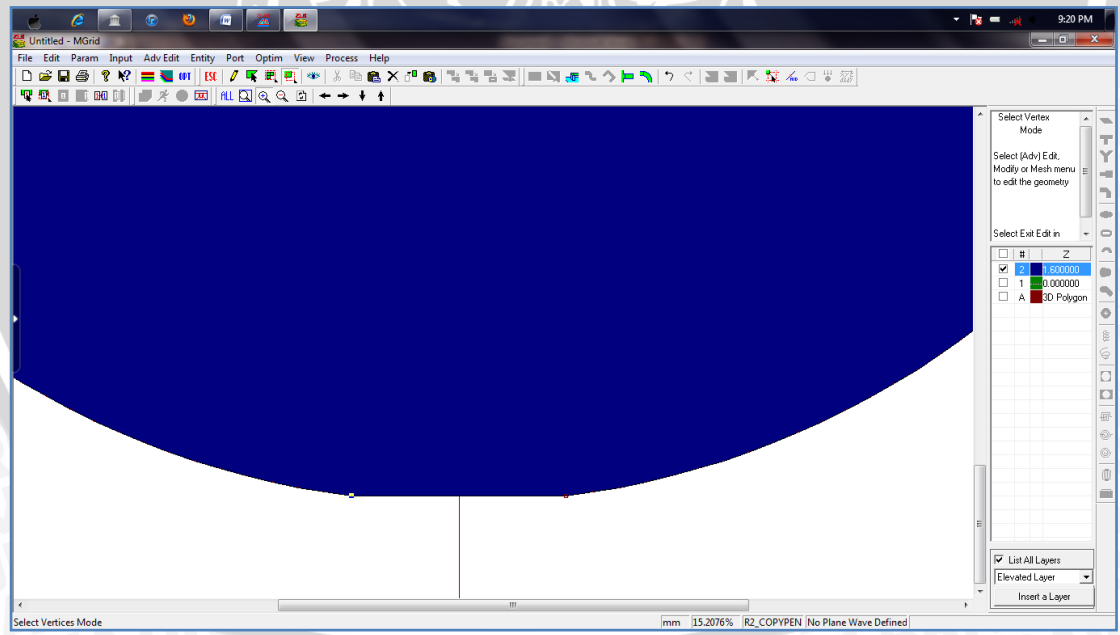 9:20 PM
Untitled - MGrid
File Edit Param Input Adv Edit Entity Port Optim View Process Help
OPT ESC
ALL
Select Vertex
Mode
Select (Adv) Edit,
Modify or Mesh menu
to edit the geometry
Select Exit Edit in
# Z
2 1.600000
1 0.000000
A 3D Polygon
List All Layers
Elevated Layer
Insert a Layer
Select Vertices Mode mm 15.2076% R2_COPYPEN No Plane Wave Defined